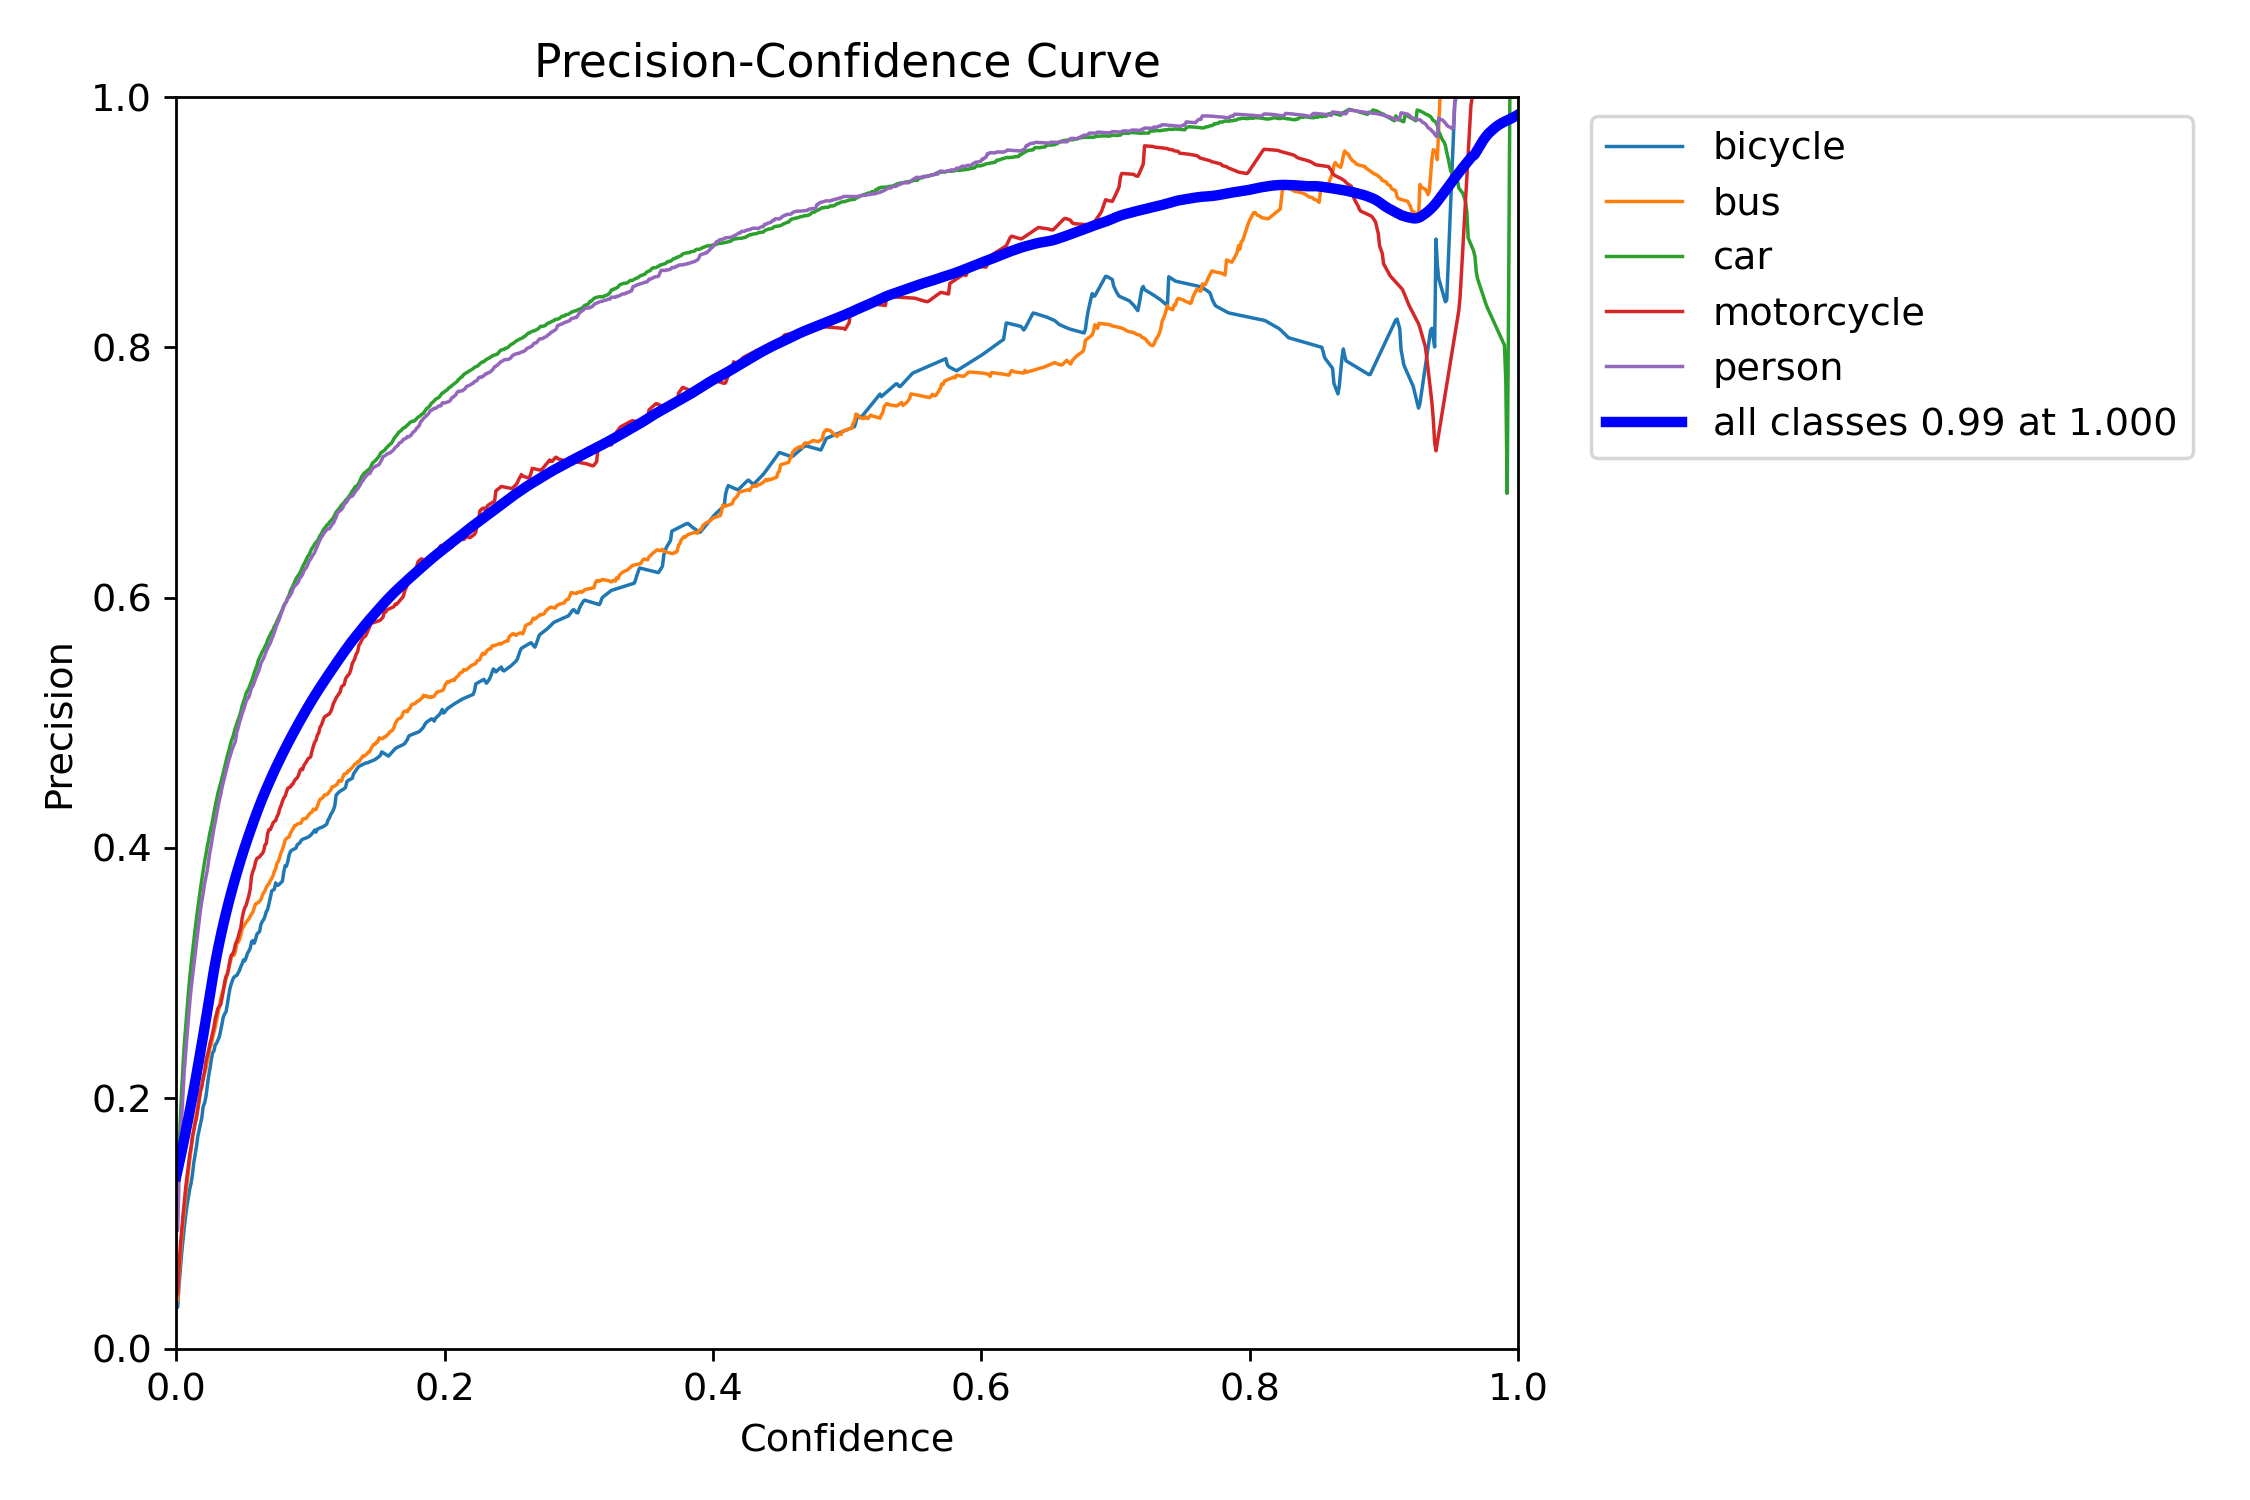 Precision-Confidence Curve
1.0
0.8
0.6
0.4
0.2
0.0
Precision
0.0 0.2 0.4 0.6 0.8 1.0
Confidence
bicycle
bus
car
motorcycle
person
all classes 0.99 at 1.000